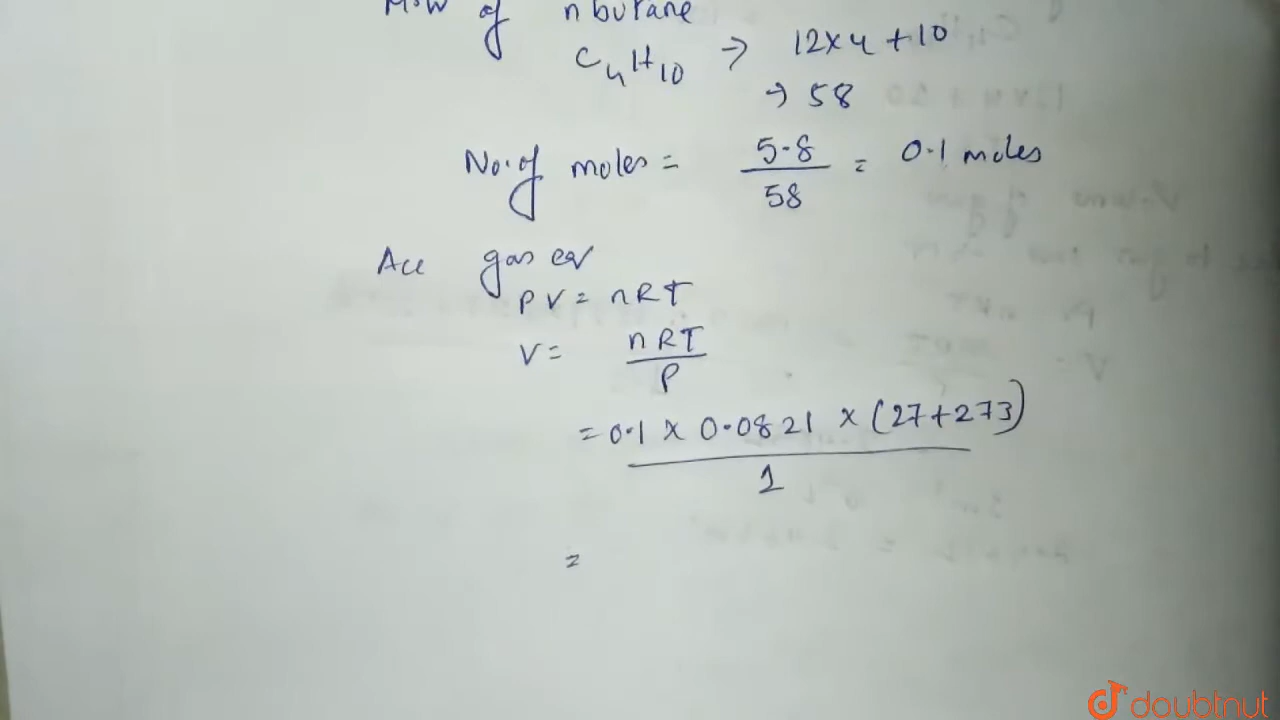 M.W of n butane
C4H10 → 12×4+10
→ 58
No. of moles = 5.8/58 = 0.1 moles
Acc gas eq
PV = nRT
V = nRT/P
= 0.1 × 0.0821 × (27+273)
1
=
doubtnut